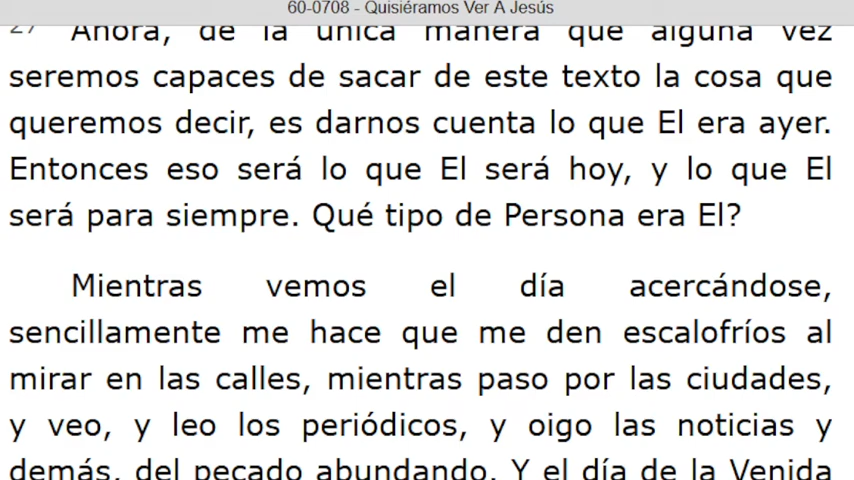 60-0708 - Quisiéramos Ver A Jesús
27 Ahora, de la única manera que alguna vez
seremos capaces de sacar de este texto la cosa que
queremos decir, es darnos cuenta lo que El era ayer.
Entonces eso será lo que El será hoy, y lo que El
será para siempre. Qué tipo de Persona era El?
Mientras vemos el día acercándose,
sencillamente me hace que me den escalofríos al
mirar en las calles, mientras paso por las ciudades,
y veo, y leo los periódicos, y oigo las noticias y
demás, del pecado abundando. Y el día de la Venida